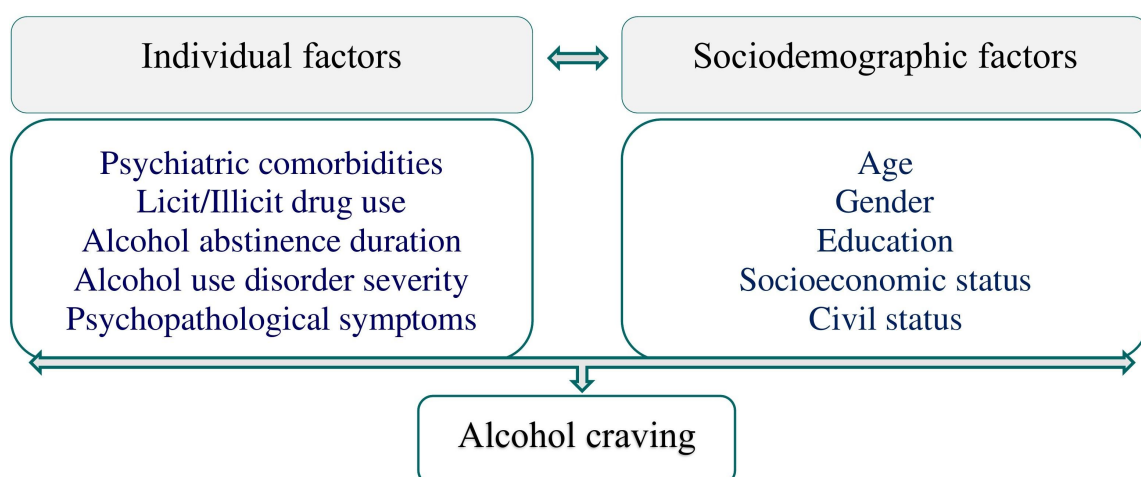 Individual factors
Sociodemographic factors
Psychiatric comorbidities
Licit/Illicit drug use
Alcohol abstinence duration
Alcohol use disorder severity
Psychopathological symptoms
Age
Gender
Education
Socioeconomic status
Civil status
Alcohol craving